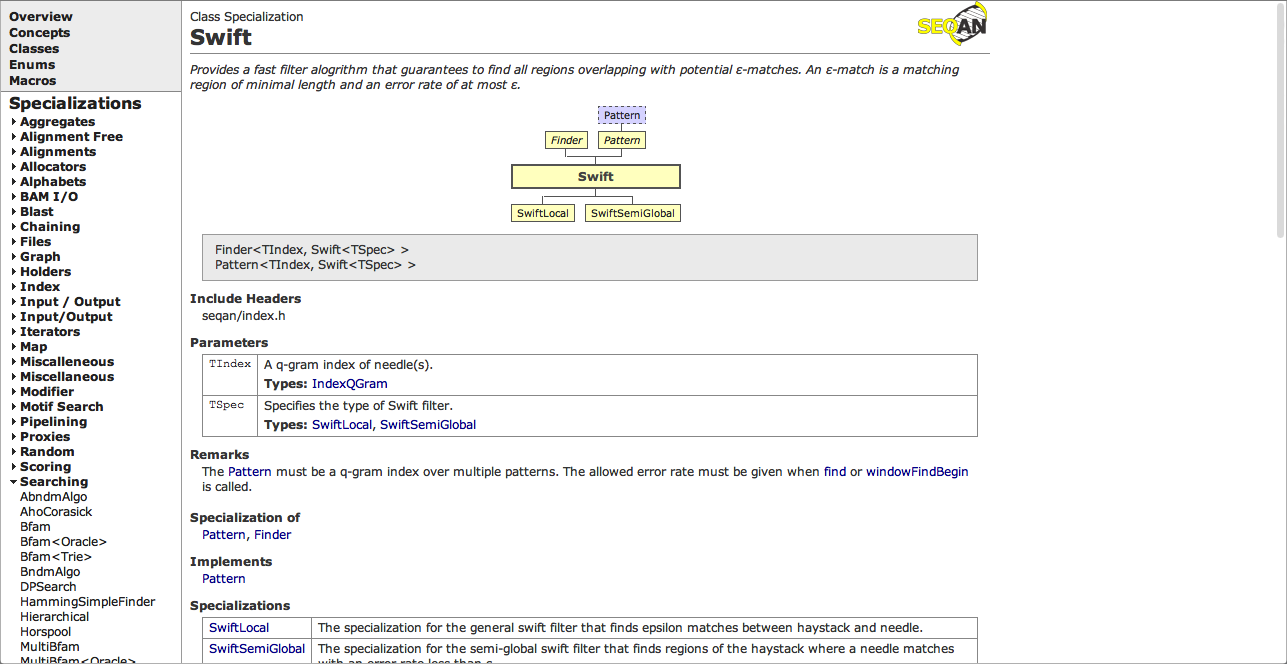 Overview
Concepts
Classes
Enums
Macros
Specializations
Aggregates
Alignment Free
Alignments
Allocators
Alphabets
BAM I/O
Blast
Chaining
Files
Graph
Holders
Index
Input / Output
Input/Output
Iterators
Map
Miscalleneous
Miscellaneous
Modifier
Motif Search
Pipelining
Proxies
Random
Scoring
Searching
AbndmAlgo
AhoCorasick
Bfam
Bfam<Oracle>
Bfam<Trie>
BndmAlgo
DPSearch
HammingSimpleFinder
Hierarchical
Horspool
MultiBfam
MultiBfam<Oracle>
Class Specialization
Swift
SEQAN
Provides a fast filter alogrithm that guarantees to find all regions overlapping with potential ε-matches. An ε-match is a matching
region of minimal length and an error rate of at most ε.
Pattern
Finder Pattern
Swift
SwiftLocal SwiftSemiGlobal
Finder<TIndex, Swift<TSpec> >
Pattern<TIndex, Swift<TSpec> >
Include Headers
seqan/index.h
Parameters
TIndex A q-gram index of needle(s).
Types: IndexQGram
TSpec Specifies the type of Swift filter.
Types: SwiftLocal, SwiftSemiGlobal
Remarks
The Pattern must be a q-gram index over multiple patterns. The allowed error rate must be given when find or windowFindBegin
is called.
Specialization of
Pattern, Finder
Implements
Pattern
Specializations
SwiftLocal The specialization for the general swift filter that finds epsilon matches between haystack and needle.
SwiftSemiGlobal The specialization for the semi-global swift filter that finds regions of the haystack where a needle matches
with an error rate less than ε.